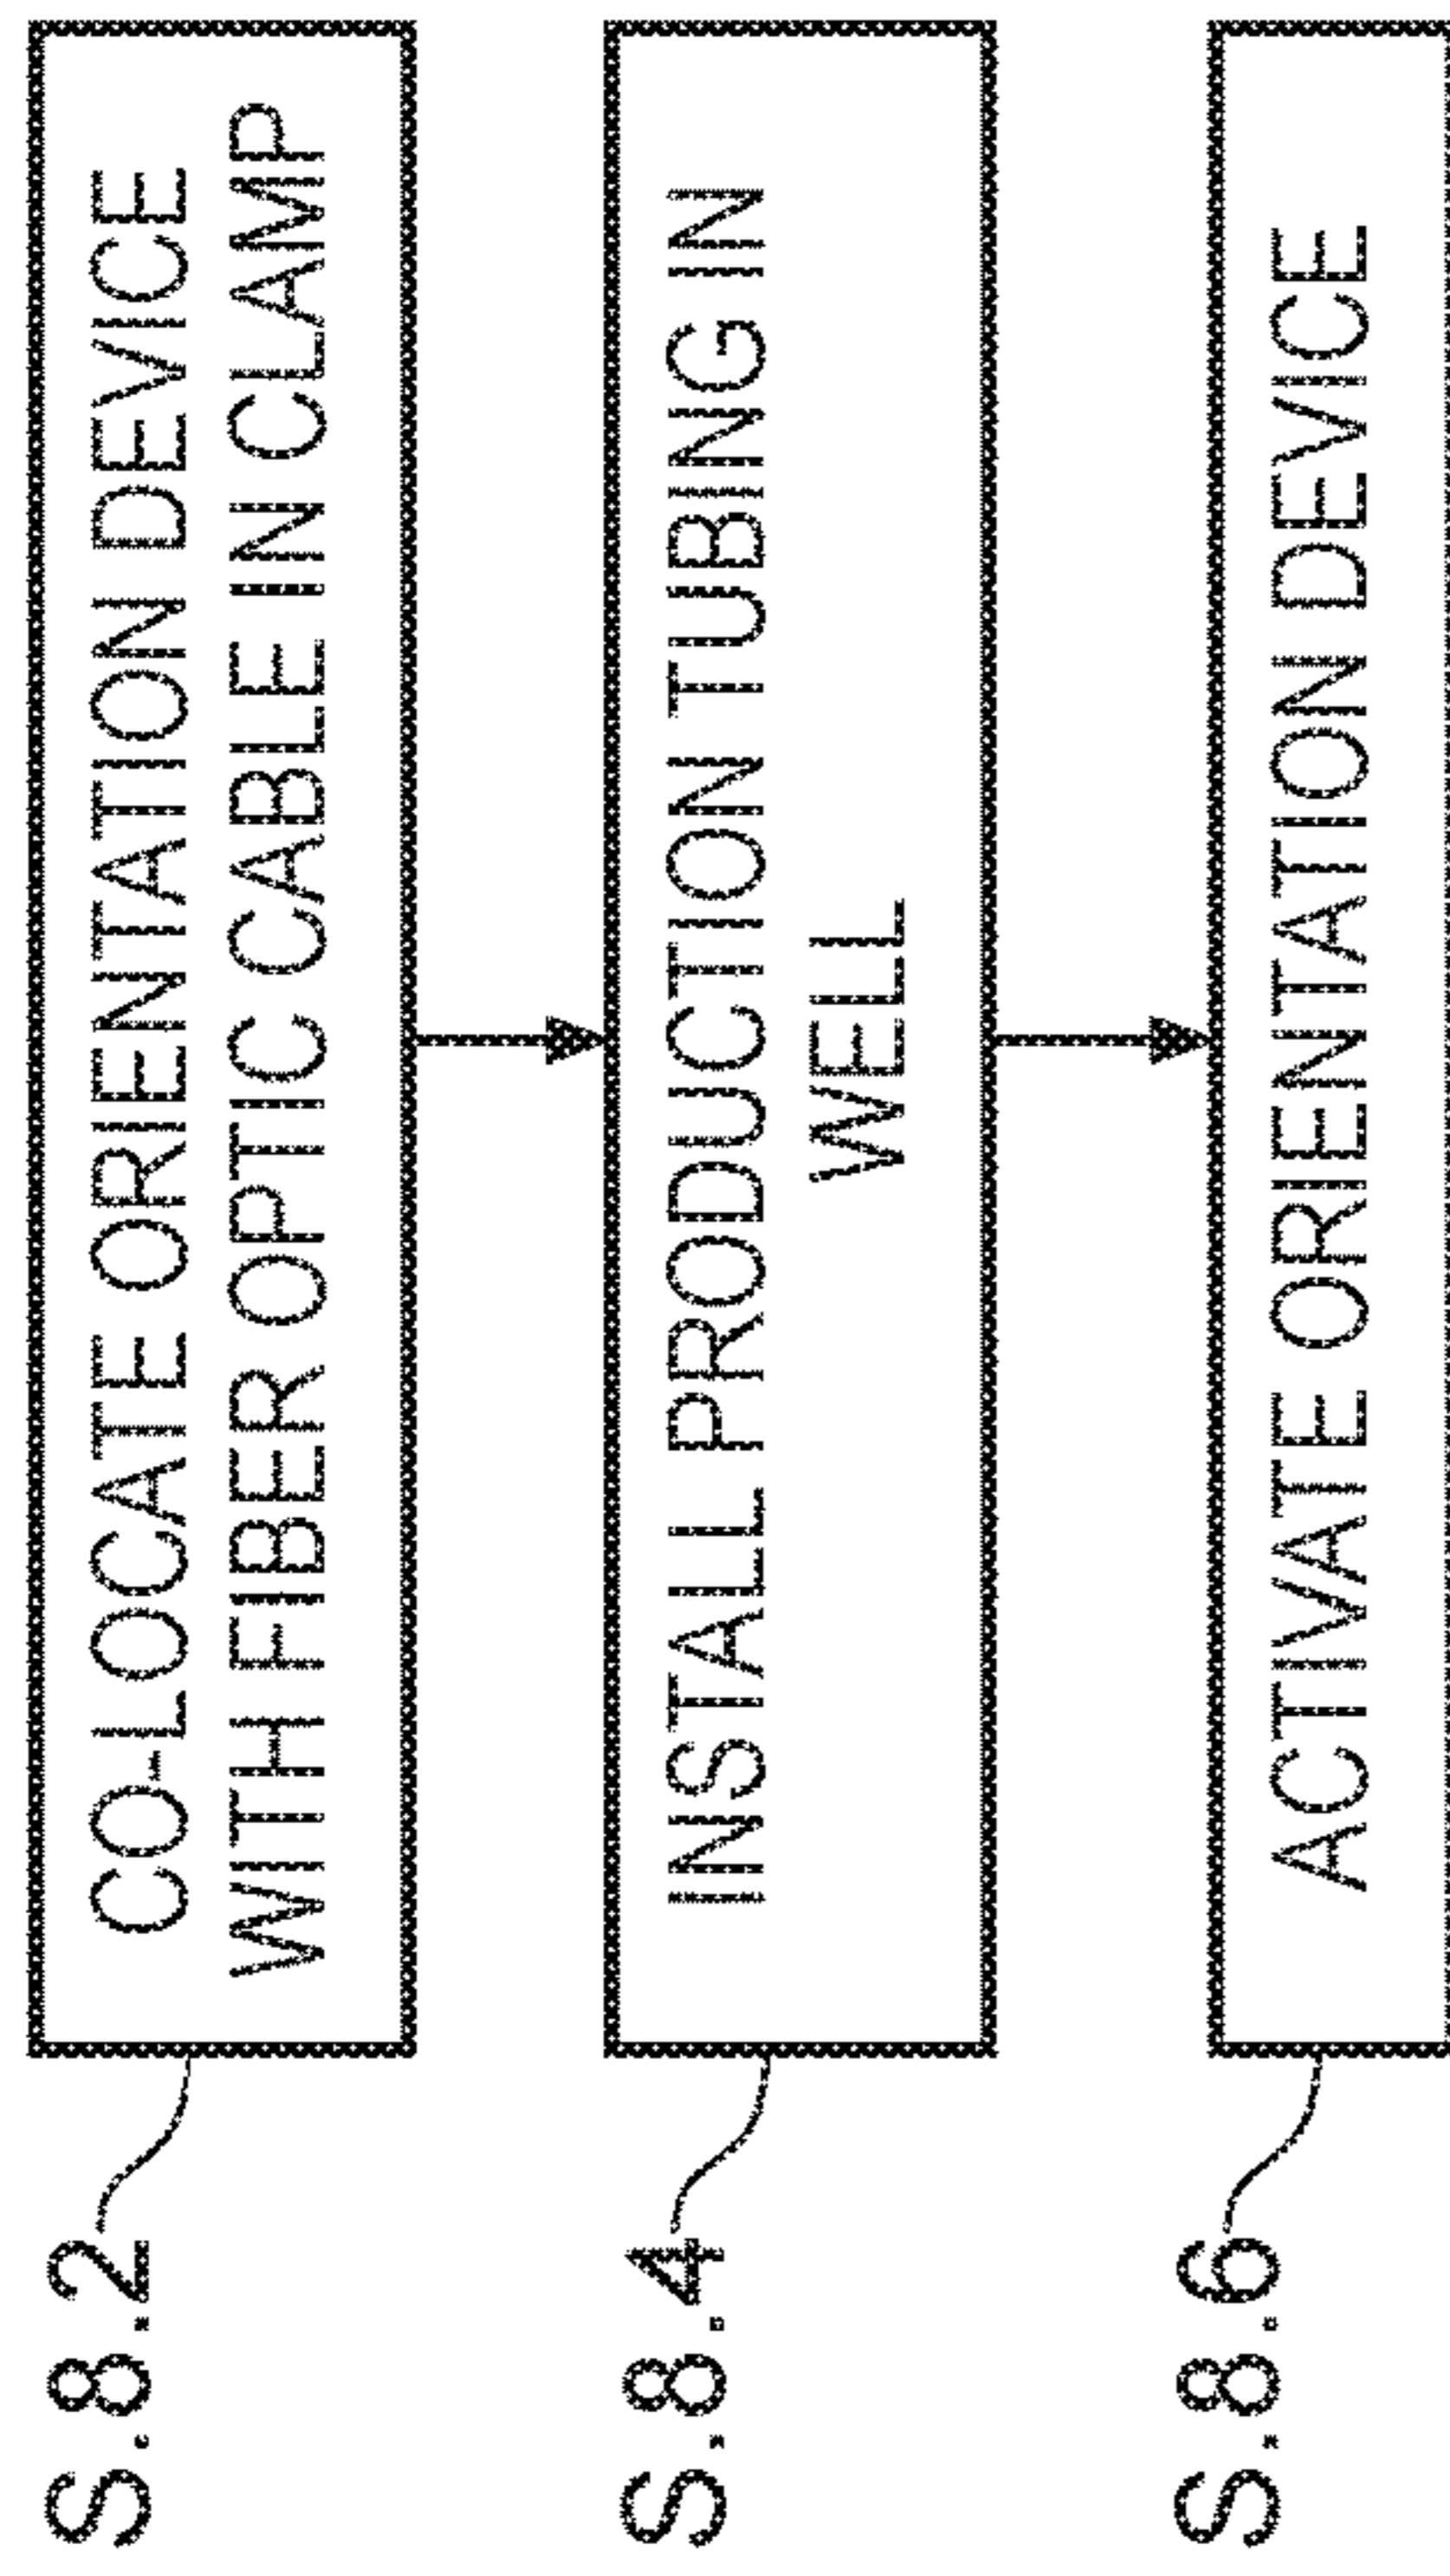 S.8.2
CO-LOCATE ORIENTATION DEVICE
WITH FIBER OPTIC CABLE IN CLAMP
S.8.4
INSTALL PRODUCTION TUBING IN
WELL
S.8.6
ACTIVATE ORIENTATION DEVICE